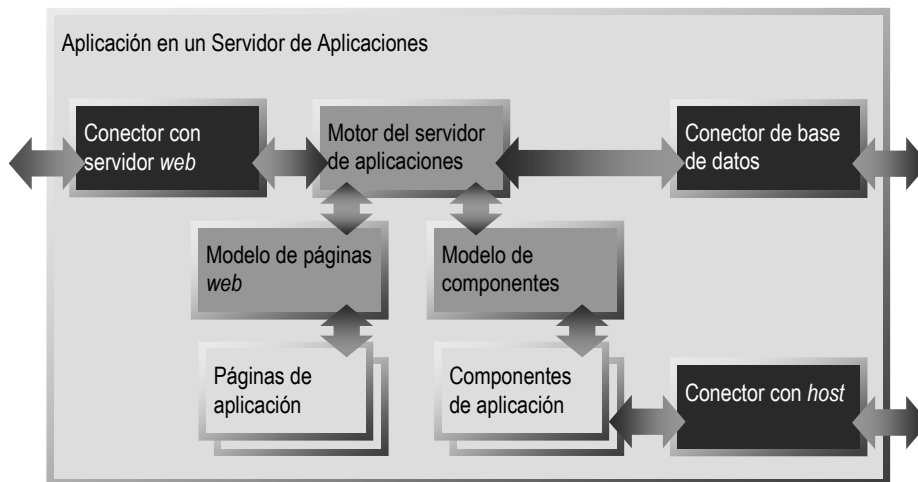 Aplicación en un Servidor de Aplicaciones
Conector con
servidor web
Motor del servidor
de aplicaciones
Conector de base
de datos
Modelo de páginas
web
Modelo de
componentes
Páginas de
aplicación
Componentes
de aplicación
Conector con host